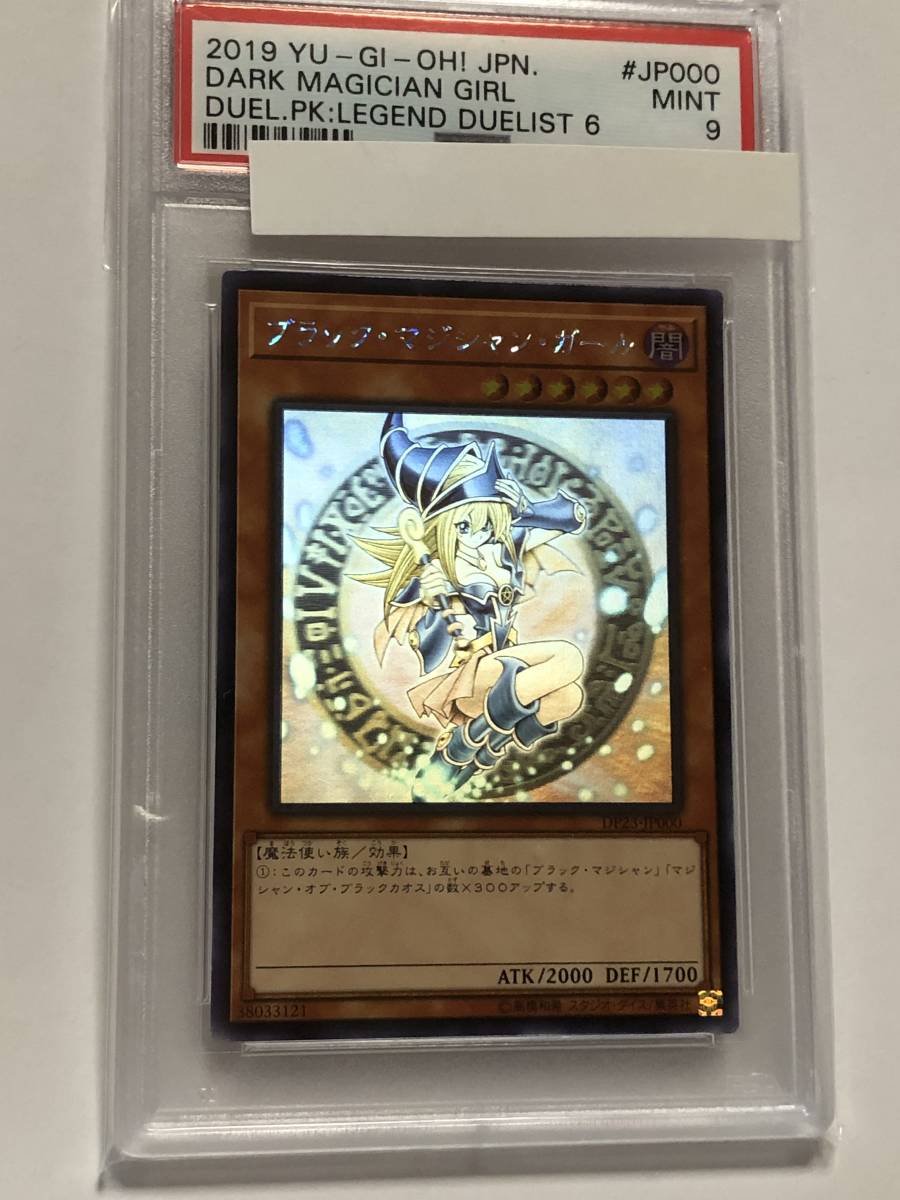 2019 YU-GI-OH! JPN. #JP000
DARK MAGICIAN GIRL MINT
DUEL.PK:LEGEND DUELIST 6 9
ブラック・マジシャン・ガール 闇
DP23-JP000
【魔法使い族/効果】
①:このカードの攻撃力は、お互いの墓地の「ブラック・マジシャン」「マジ
シャン・オブ・ブラックカオス」の数×300アップする。
ATK/2000 DEF/1700
38033121 ©高橋和希 スタジオ・ダイス/集英社